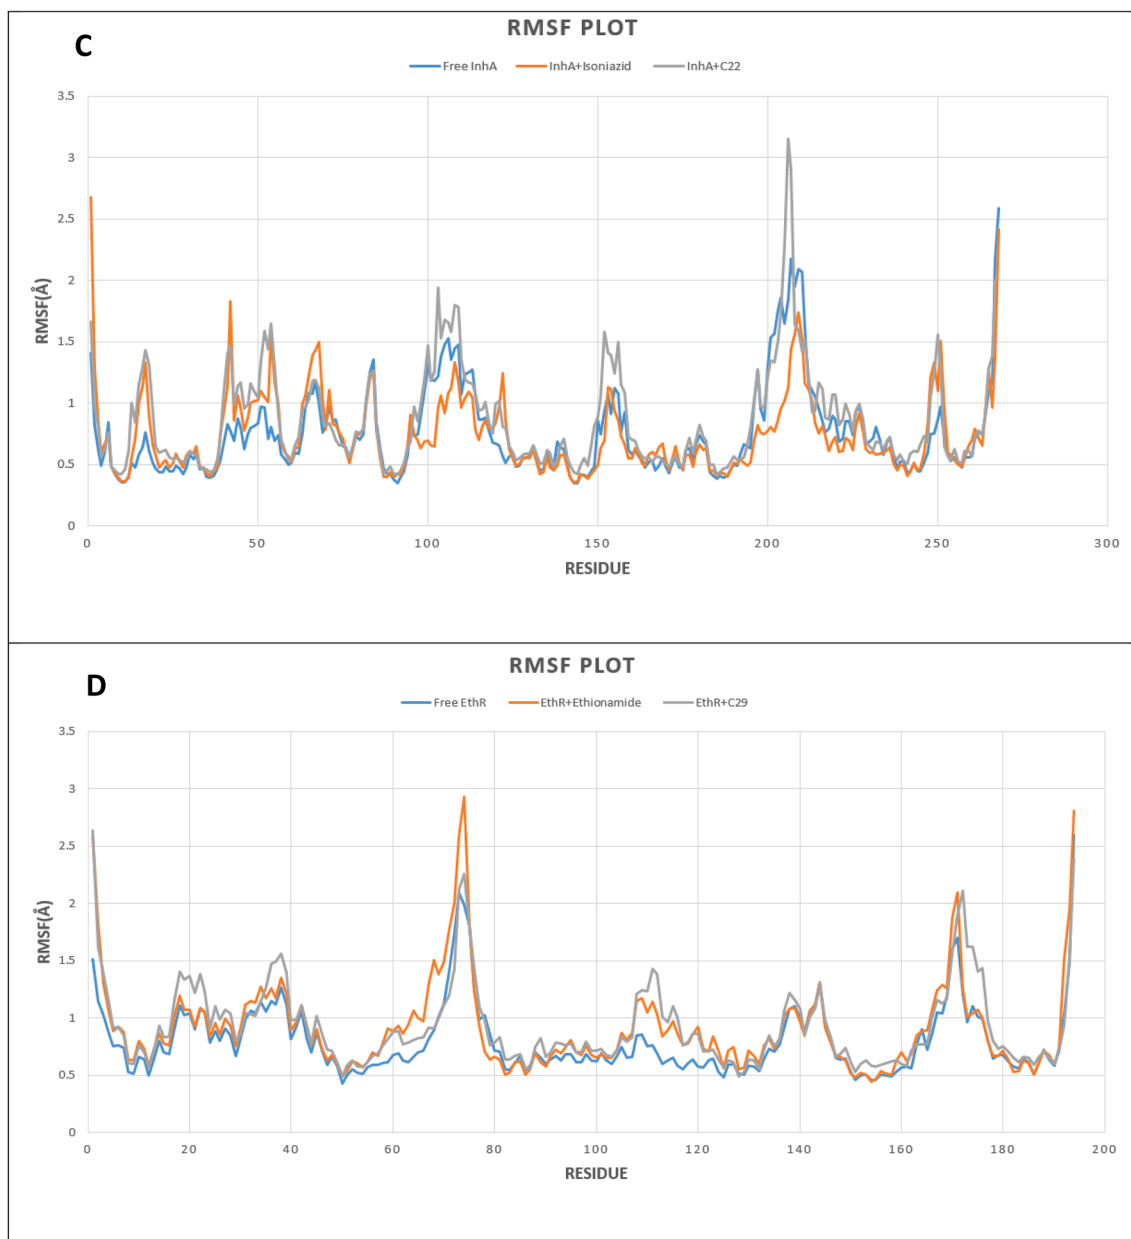 C
RMSF PLOT
Free InhA InhA+Isoniazid InhA+C22
3.5
3
2.5
2
1.5
1
0.5
0
RMSF(Å)
0 50 100 150 200 250 300
RESIDUE
D
RMSF PLOT
Free EthR EthR+Ethionamide EthR+C29
3.5
3
2.5
2
1.5
1
0.5
0
RMSF(Å)
0 20 40 60 80 100 120 140 160 180 200
RESIDUE